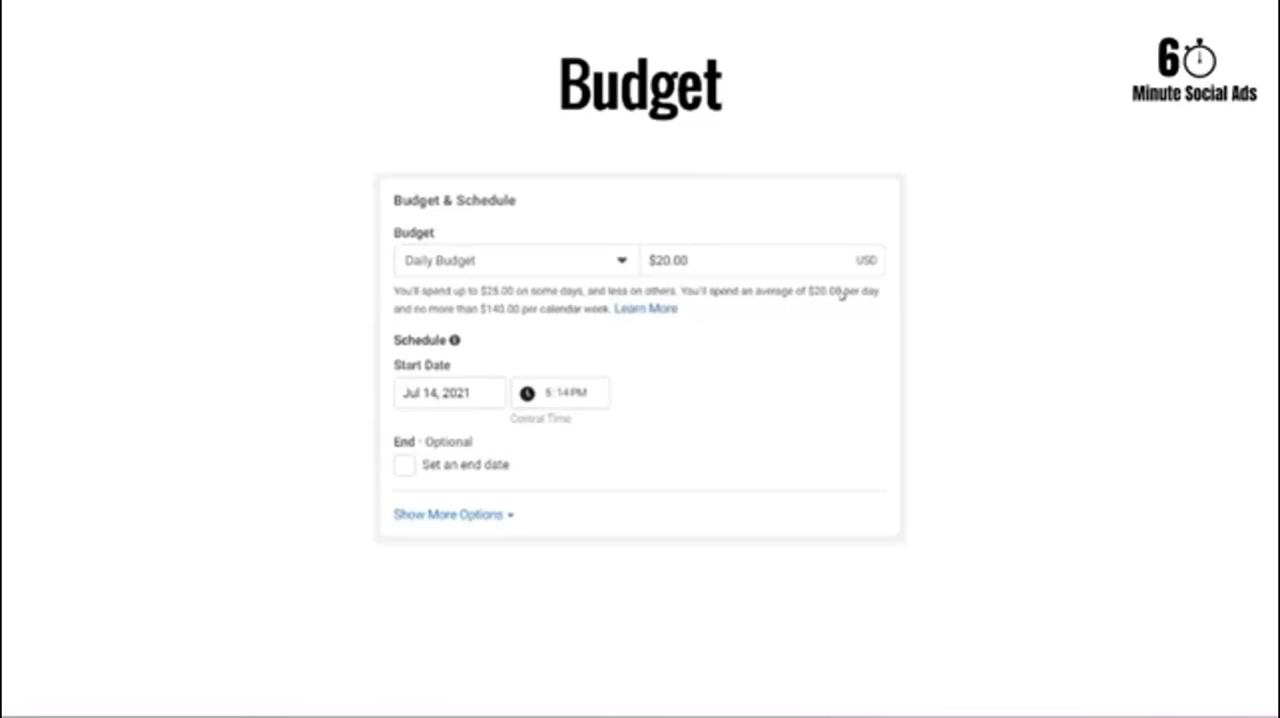 Budget
60
Minute Social Ads
Budget & Schedule
Budget
Daily Budget
$20.00
USD
You'll spend up to $25.00 on some days, and less on others. You'll spend an average of $20.00 per day
and no more than $140.00 per calendar week. Learn More
Schedule
Start Date
Jul 14, 2021
5:14PM
Central Time
End · Optional
Set an end date
Show More Options